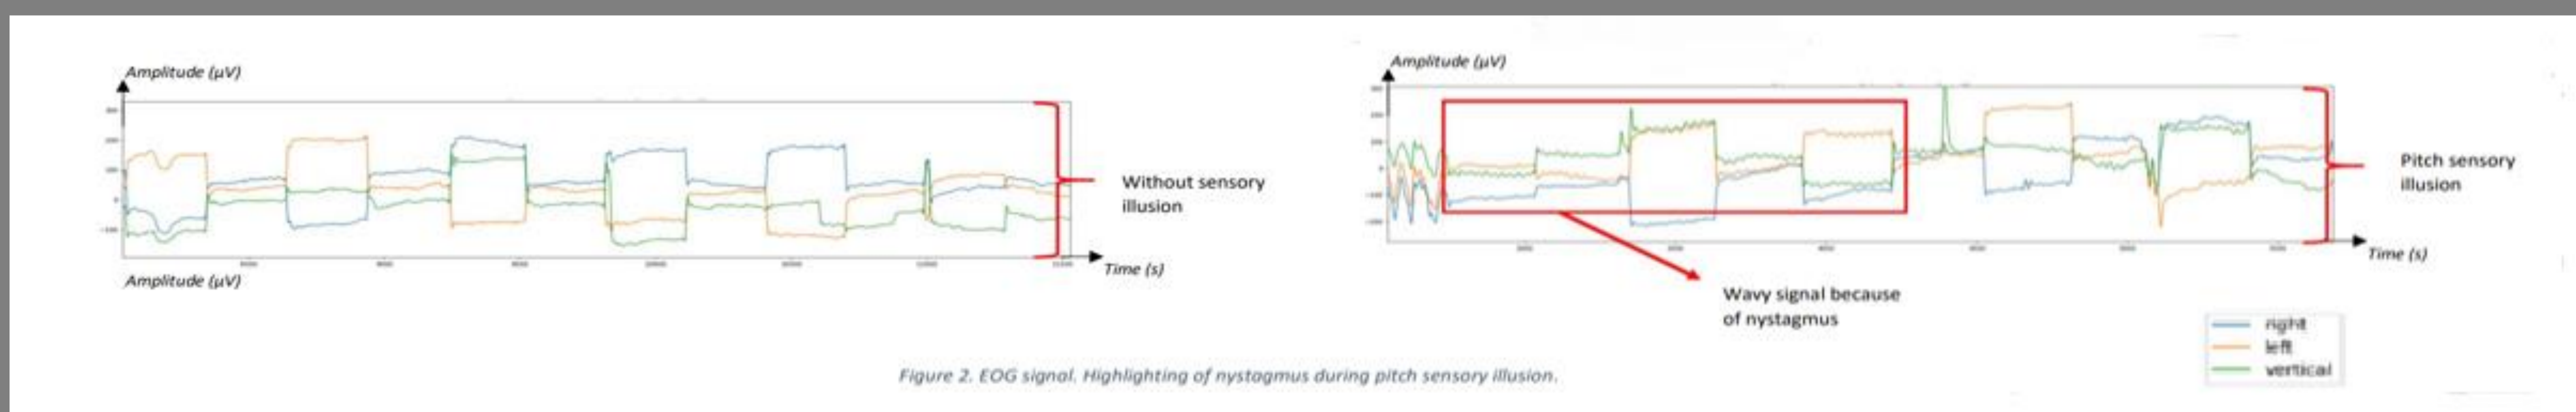 Amplitude (µV)
Without sensory
illusion
Time (s)
Amplitude (µV)
Amplitude (µV)
Pitch sensory
illusion
Time (s)
Wavy signal because
of nystagmus
right
left
vertical
Figure 2. EOG signal. Highlighting of nystagmus during pitch sensory illusion.